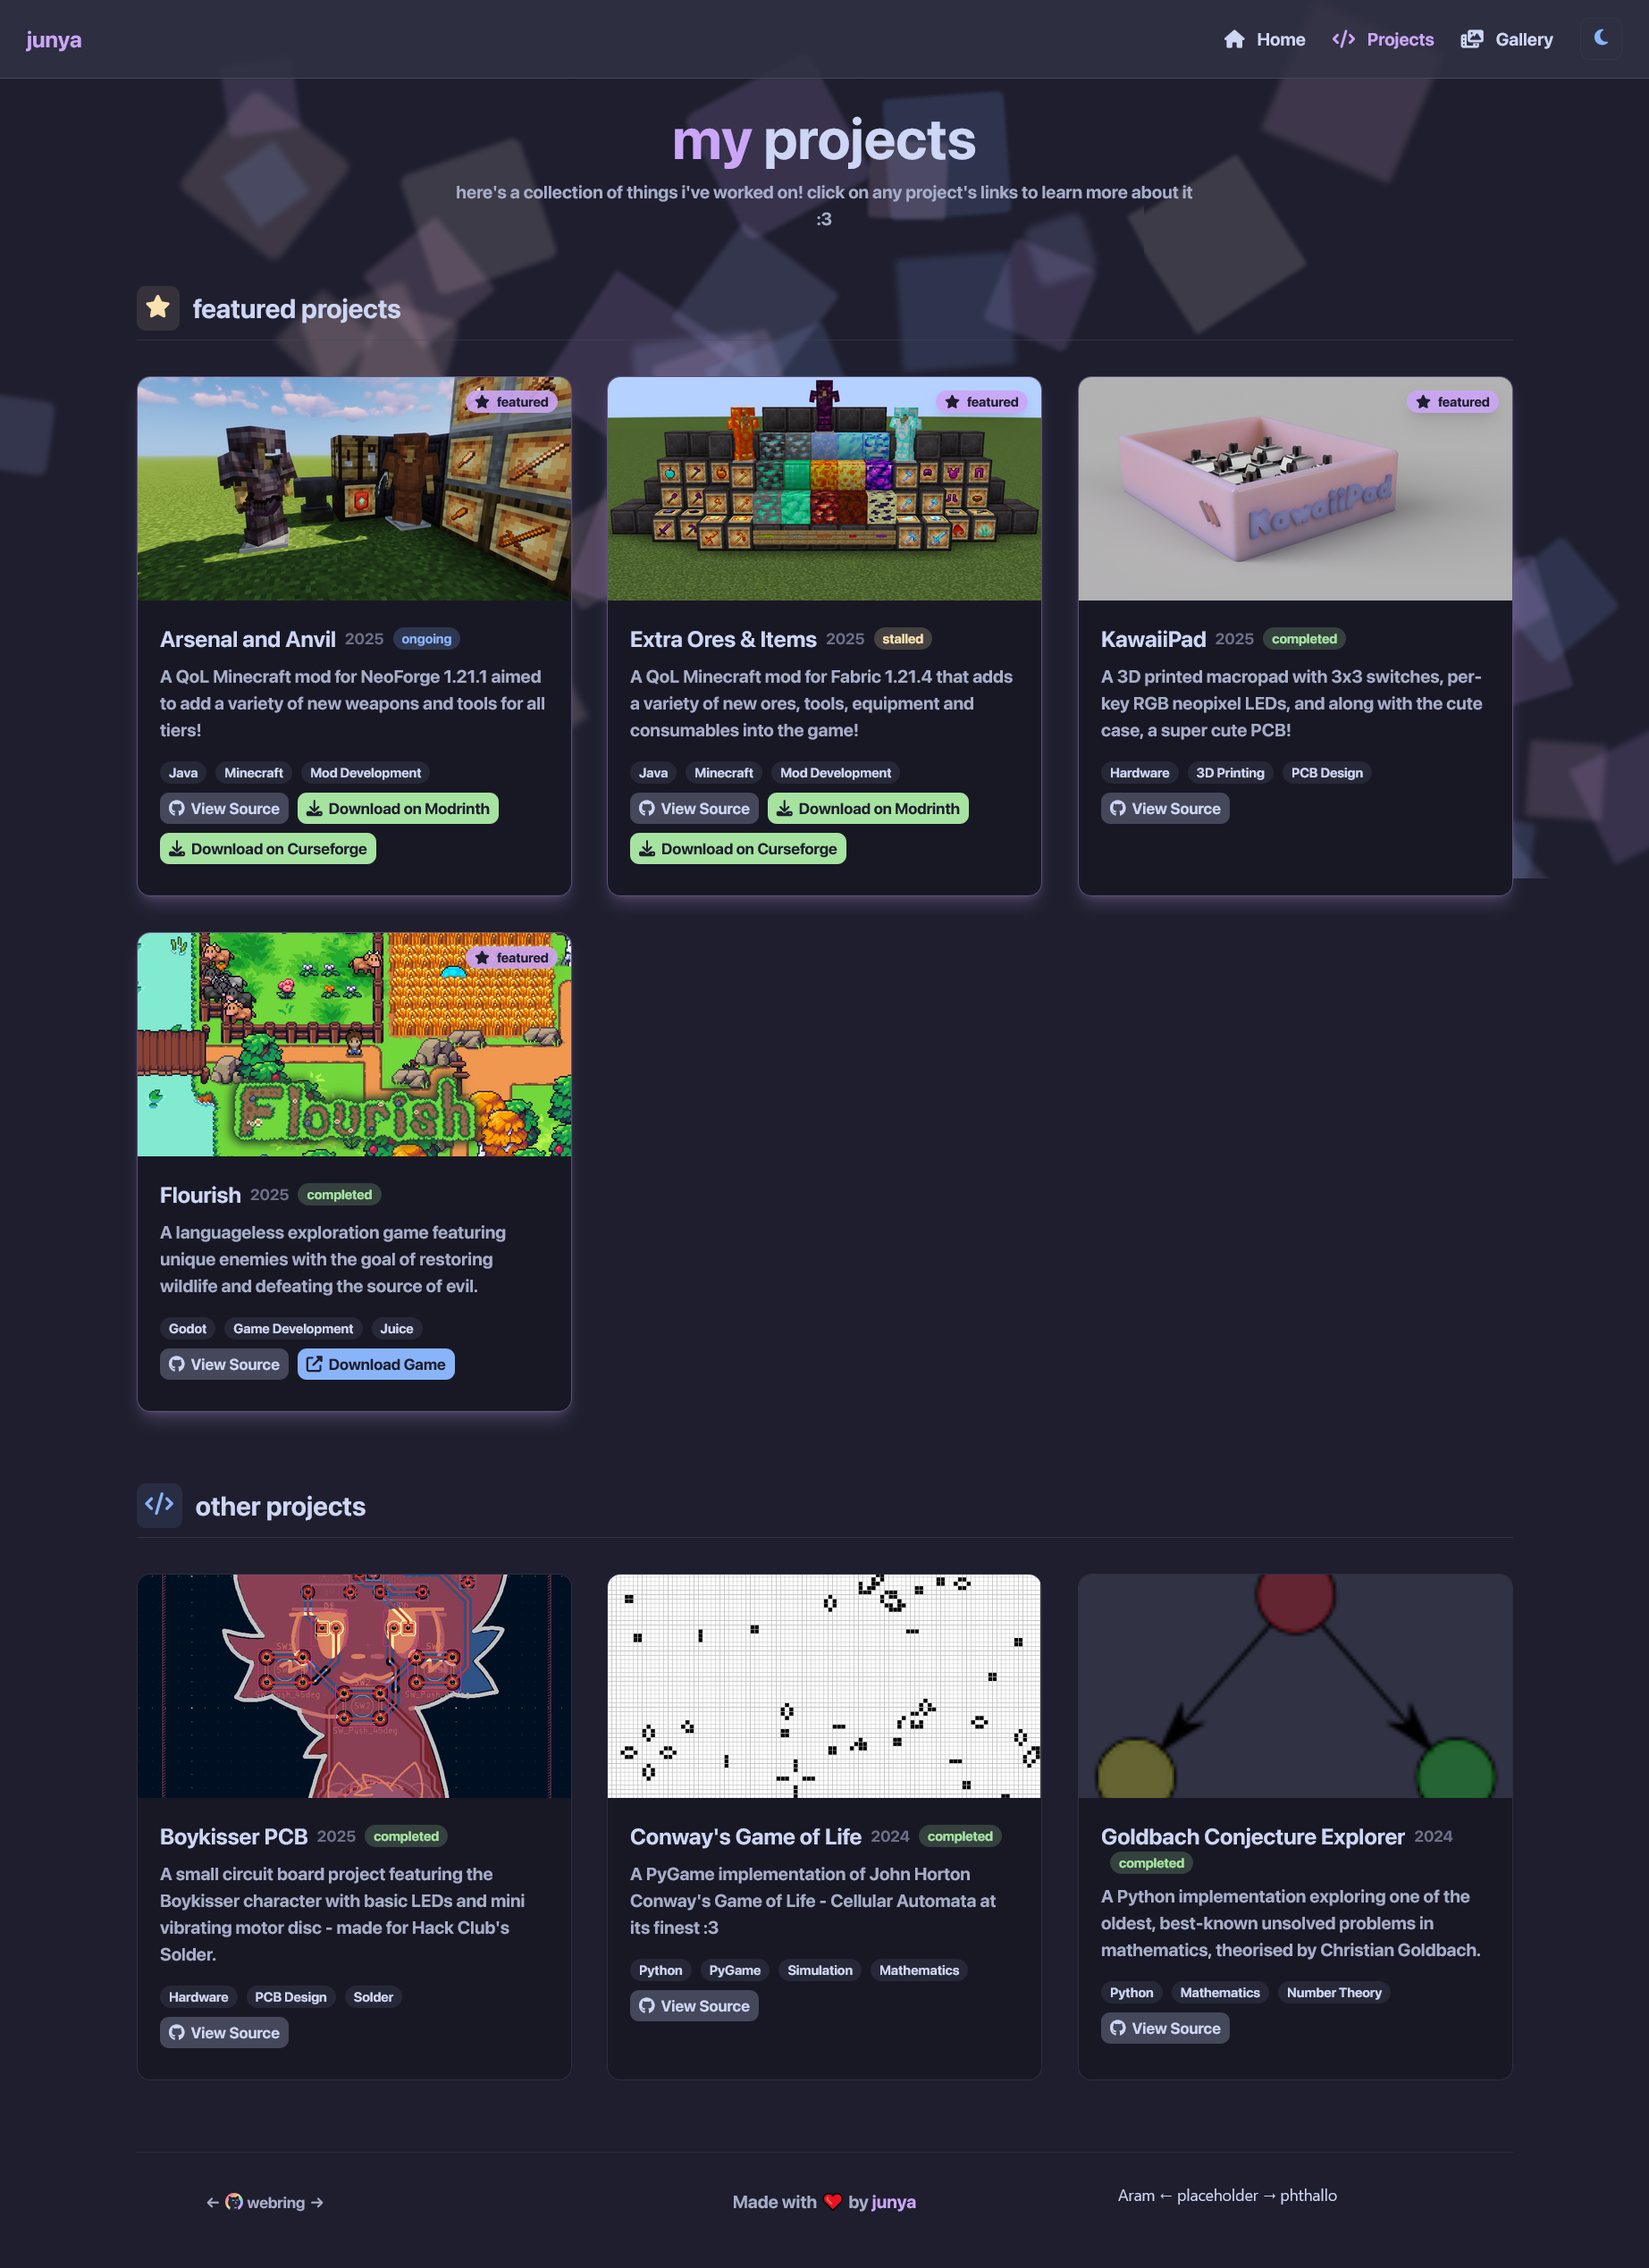 junya
Home
Projects
Gallery
my projects
here's a collection of things i've worked on! click on any project's links to learn more about it
:3
featured projects
featured
Arsenal and Anvil 2025 ongoing
A QoL Minecraft mod for NeoForge 1.21.1 aimed
to add a variety of new weapons and tools for all
tiers!
Java Minecraft Mod Development
View Source Download on Modrinth
Download on Curseforge
featured
Extra Ores & Items 2025 stalled
A QoL Minecraft mod for Fabric 1.21.4 that adds
a variety of new ores, tools, equipment and
consumables into the game!
Java Minecraft Mod Development
View Source Download on Modrinth
Download on Curseforge
featured
KawaiiPad
KawaiiPad 2025 completed
A 3D printed macropad with 3x3 switches, per-
key RGB neopixel LEDs, and along with the cute
case, a super cute PCB!
Hardware 3D Printing PCB Design
View Source
featured
Flourish
Flourish 2025 completed
A languageless exploration game featuring
unique enemies with the goal of restoring
wildlife and defeating the source of evil.
Godot Game Development Juice
View Source Download Game
other projects
SW_Push_45deg
Boykisser PCB 2025 completed
A small circuit board project featuring the
Boykisser character with basic LEDs and mini
vibrating motor disc - made for Hack Club's
Solder.
Hardware PCB Design Solder
View Source
Conway's Game of Life 2024 completed
A PyGame implementation of John Horton
Conway's Game of Life - Cellular Automata at
its finest :3
Python PyGame Simulation Mathematics
View Source
Goldbach Conjecture Explorer 2024
completed
A Python implementation exploring one of the
oldest, best-known unsolved problems in
mathematics, theorised by Christian Goldbach.
Python Mathematics Number Theory
View Source
← webring →
Made with ❤️ by junya
Aram ← placeholder → phthallo